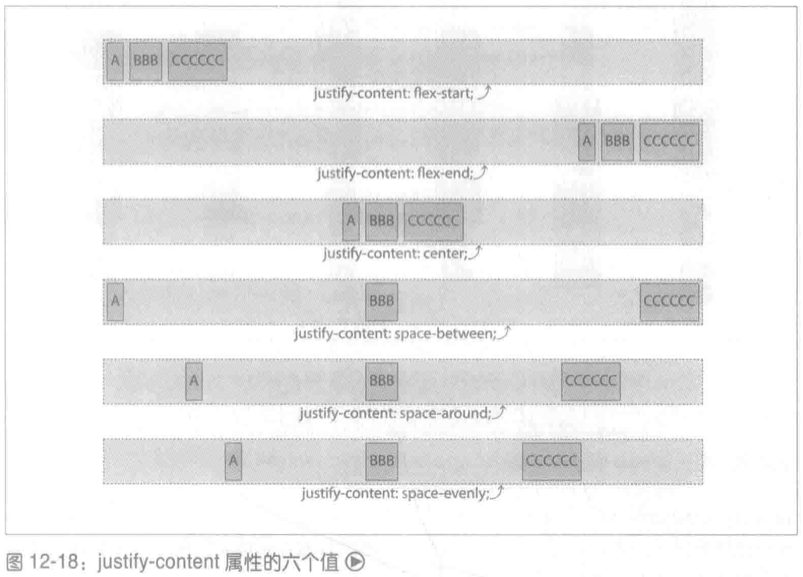 A BBB CCCCCC
justify-content: flex-start;
A BBB CCCCCC
justify-content: flex-end;
A BBB CCCCCC
justify-content: center;
A BBB CCCCCC
justify-content: space-between;
A BBB CCCCCC
justify-content: space-around;
A BBB CCCCCC
justify-content: space-evenly;
图 12-18：justify-content 属性的六个值